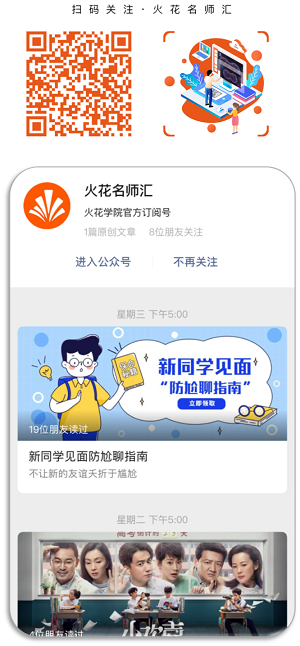 扫码关注·火花名师汇
火花名师汇
火花学院官方订阅号
1篇原创文章 8位朋友关注
进入公众号 不再关注
星期三 下午5:00
新同学见面
“防尬聊指南”
立即领取
19位朋友读过
新同学见面防尬聊指南
不让新的友谊夭折于尴尬
星期二 下午5:00
小欢喜
4位朋友读过